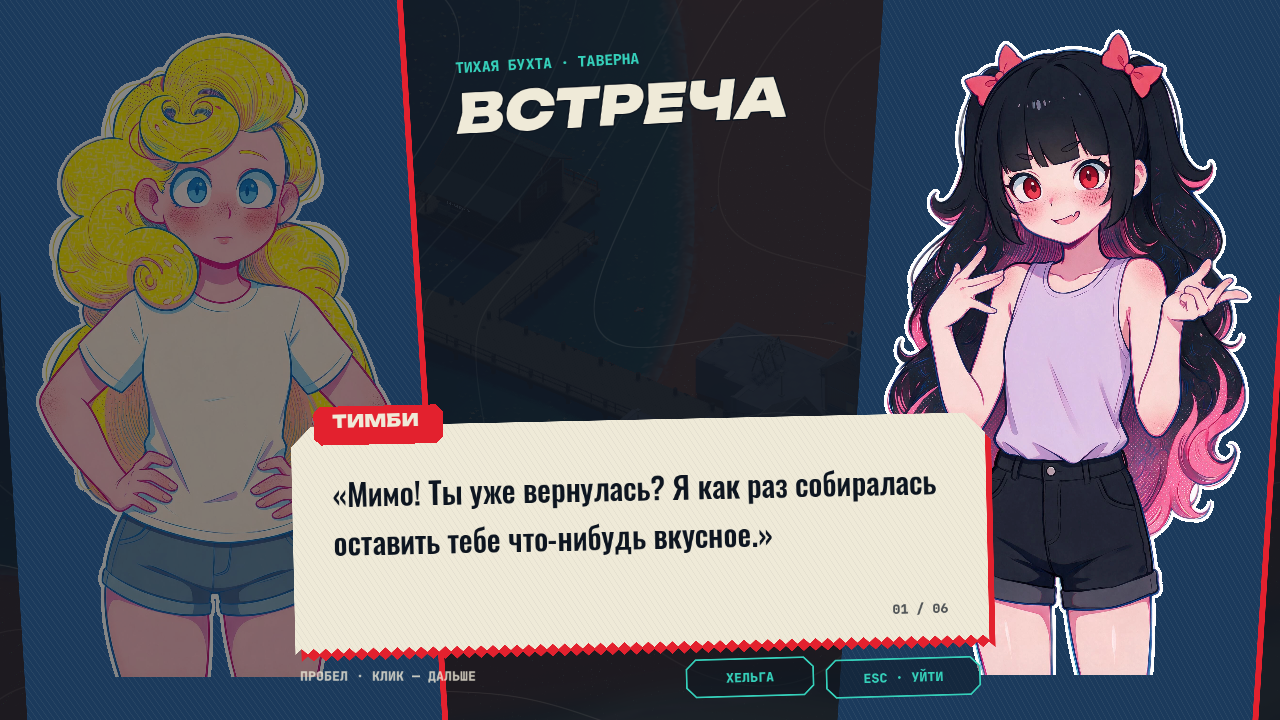 ТИХАЯ БУХТА · ТАВЕРНА
ВСТРЕЧА
ТИМБИ
«Мимо! Ты уже вернулась? Я как раз собиралась
оставить тебе что-нибудь вкусное.»
01 / 06
ПРОБЕЛ · КЛИК — ДАЛЬШЕ
ХЕЛЬГА
ESC · УЙТИ